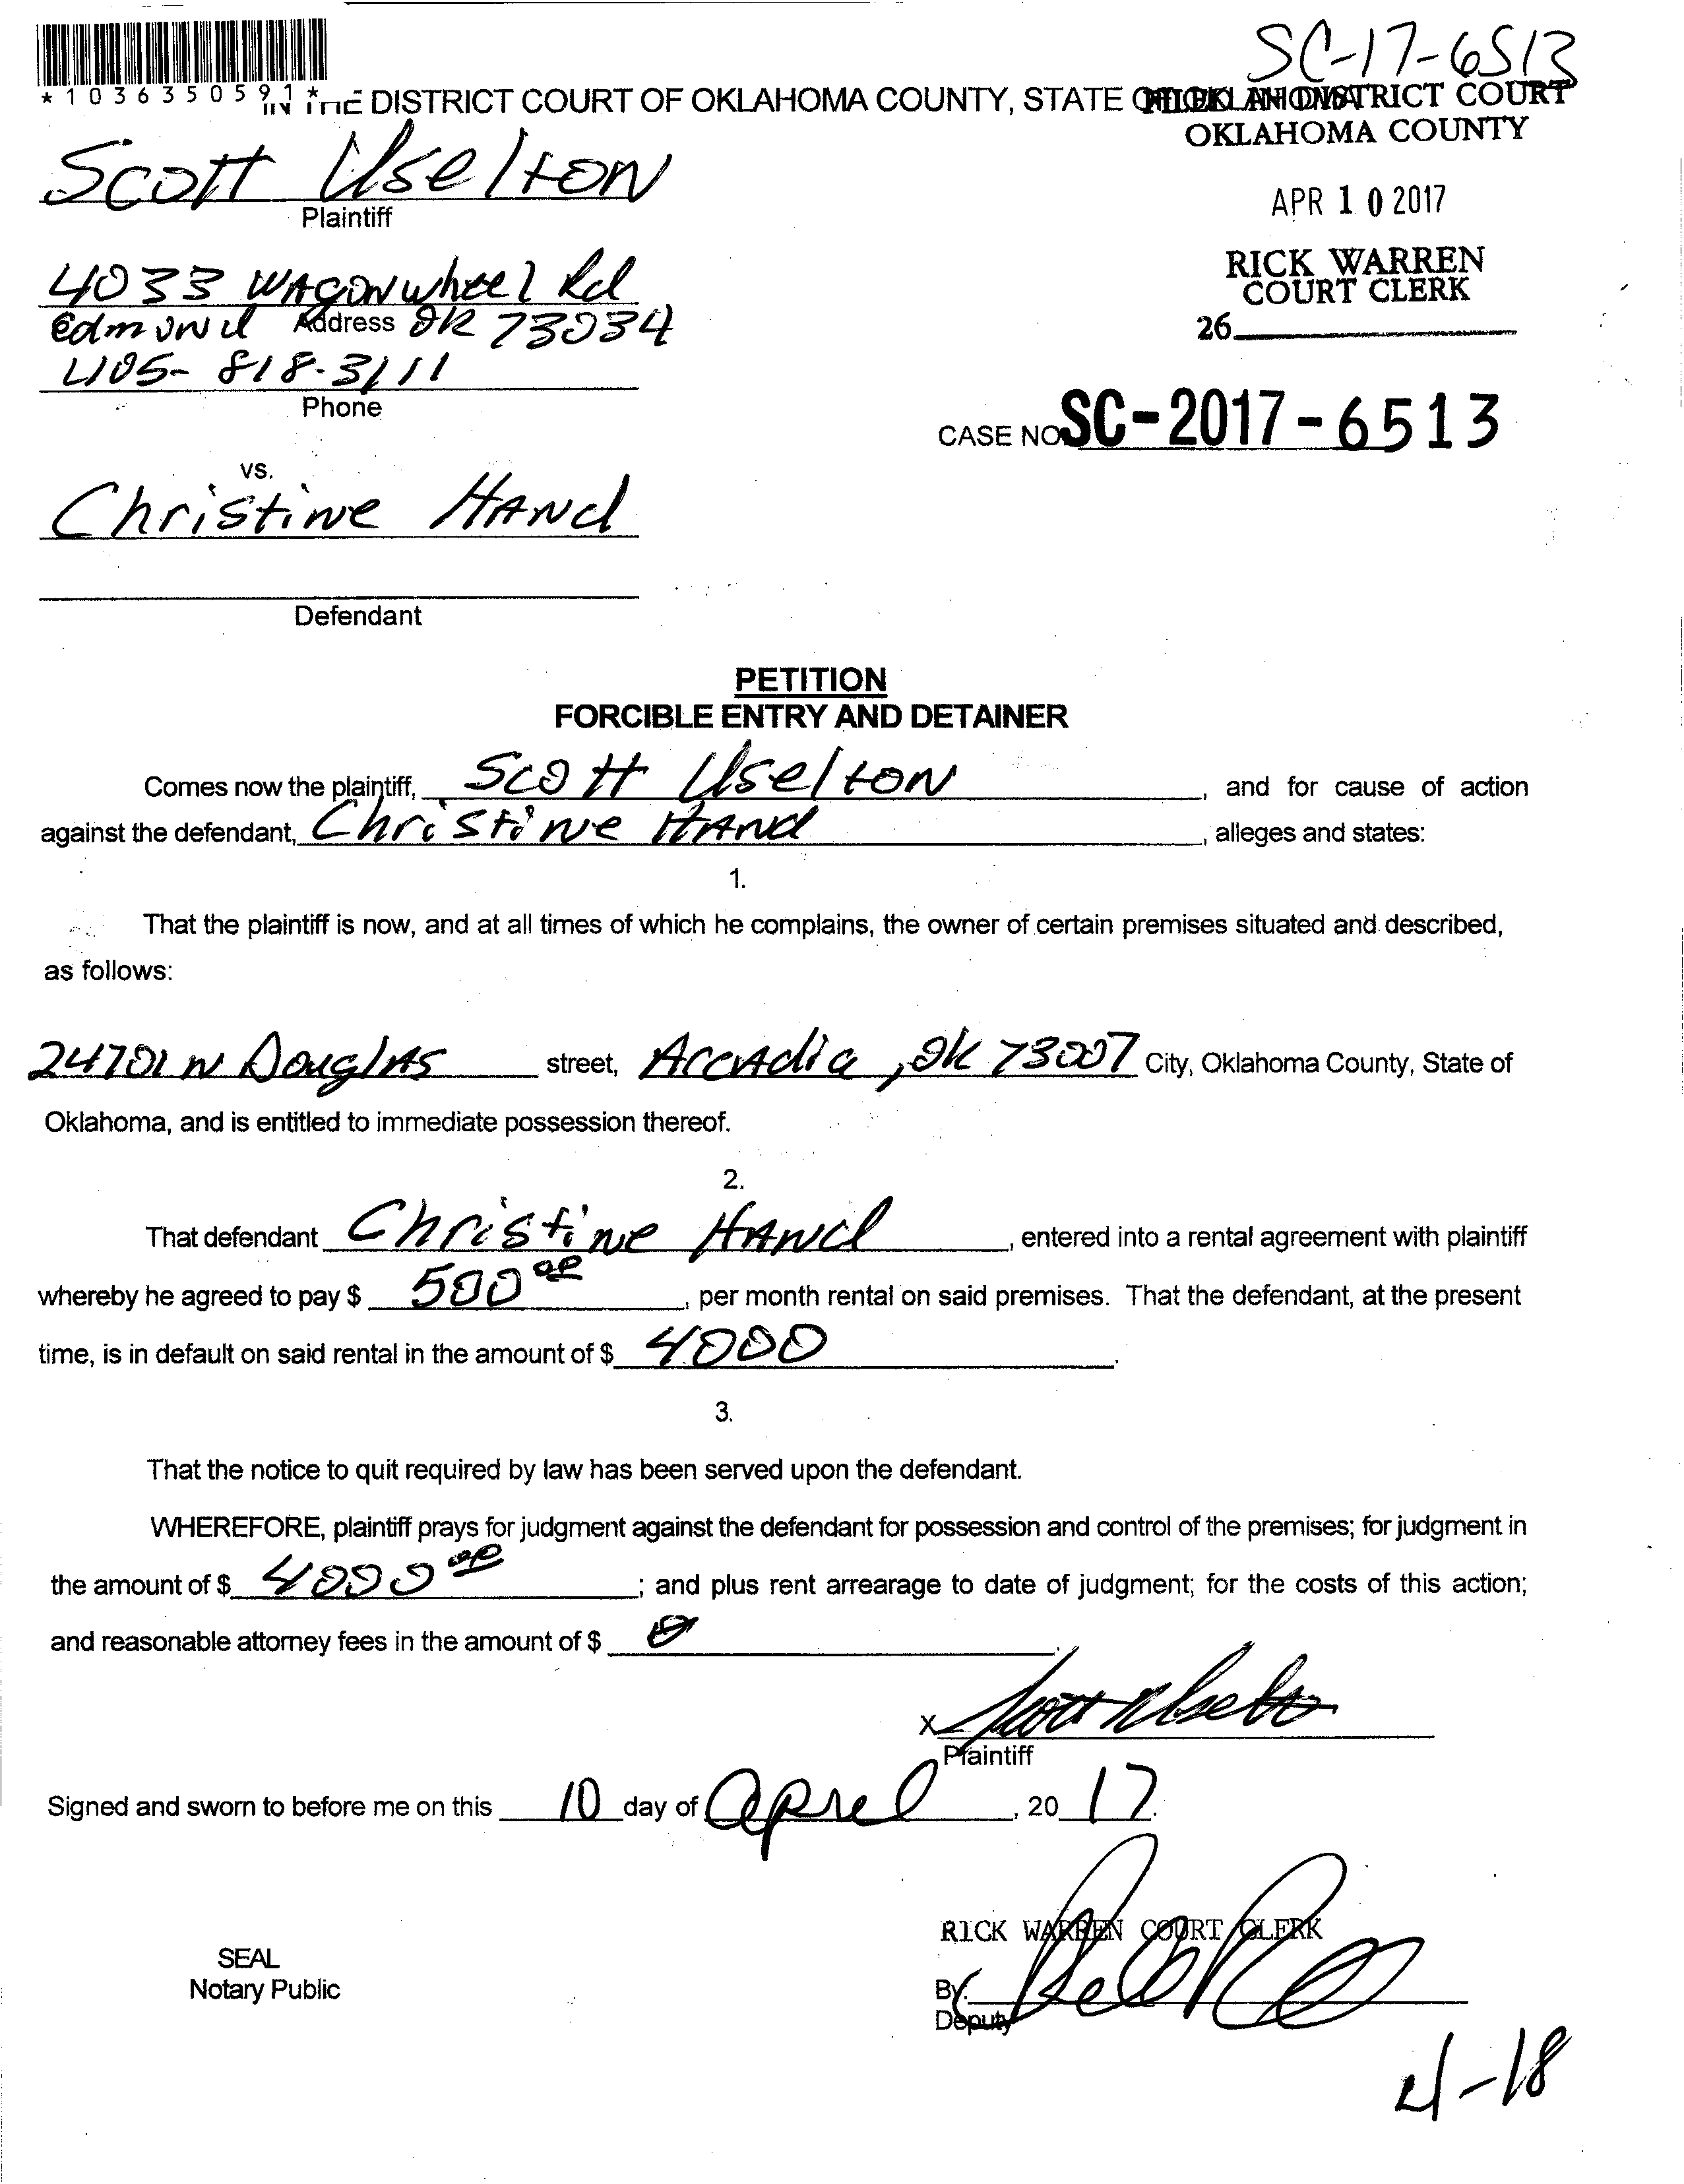 SC-17-6513
*1036350591*
IN THE DISTRICT COURT OF OKLAHOMA COUNTY, STATE OF OKLAHOMA
FILED IN DISTRICT COURT
OKLAHOMA COUNTY
Scott Uselton
Plaintiff
APR 10 2017
4033 WAGONwheel Rd
RICK WARREN
COURT CLERK
Address
Edmond OK 73034
26
405-818-3111
Phone
CASE NO. SC-2017-6513
vs.
Christine HANd
Defendant
PETITION
FORCIBLE ENTRY AND DETAINER
Comes now the plaintiff, Scott Uselton, and for cause of action
against the defendant, Christine HANd, alleges and states:
1.
That the plaintiff is now, and at all times of which he complains, the owner of certain premises situated and described,
as follows:
24701 N DouglAs street, ArcAdia, OK 73007 City, Oklahoma County, State of
Oklahoma, and is entitled to immediate possession thereof.
2.
That defendant Christine HANd, entered into a rental agreement with plaintiff
whereby he agreed to pay $ 500 00, per month rental on said premises. That the defendant, at the present
time, is in default on said rental in the amount of $ 4000.
3.
That the notice to quit required by law has been served upon the defendant.
WHEREFORE, plaintiff prays for judgment against the defendant for possession and control of the premises; for judgment in
the amount of $ 4000 00; and plus rent arrearage to date of judgment; for the costs of this action;
and reasonable attorney fees in the amount of $ 0.
X Scott Uselton
Plaintiff
Signed and sworn to before me on this 10 day of April, 20 17.
RICK WARREN COURT CLERK
SEAL
Notary Public
By:
Deputy
4-18